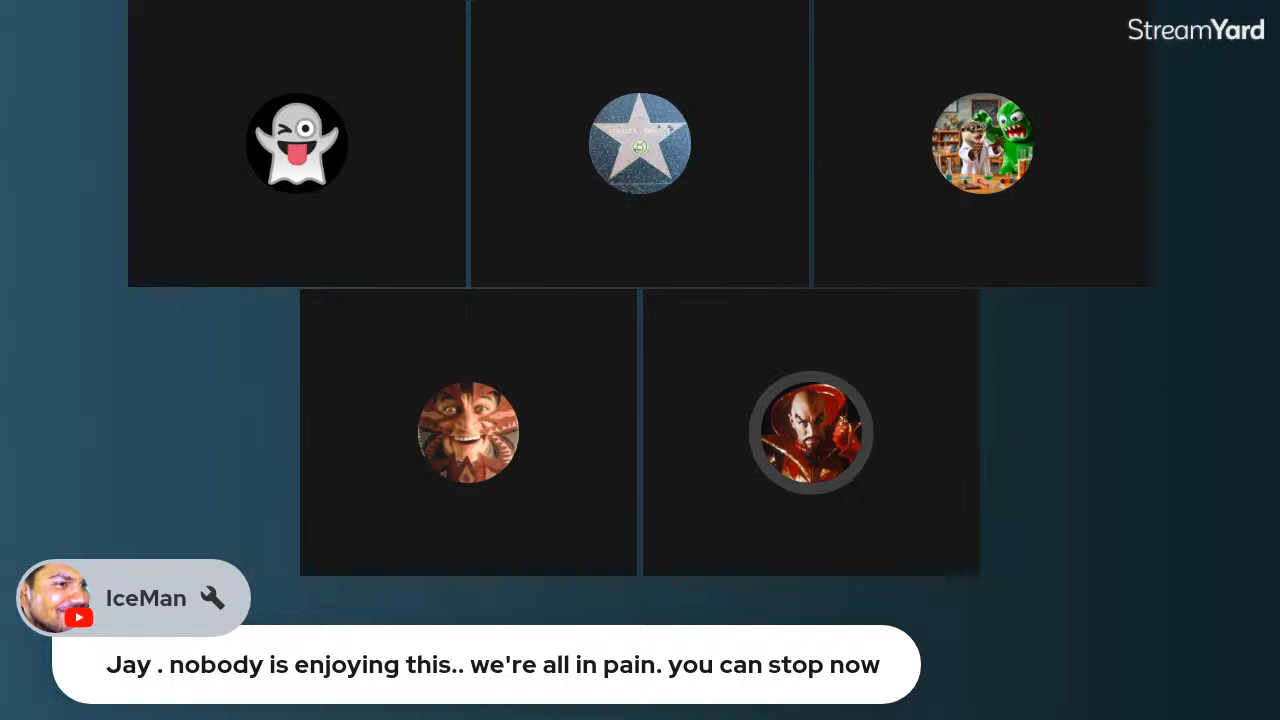 StreamYard
IceMan
Jay . nobody is enjoying this.. we're all in pain. you can stop now